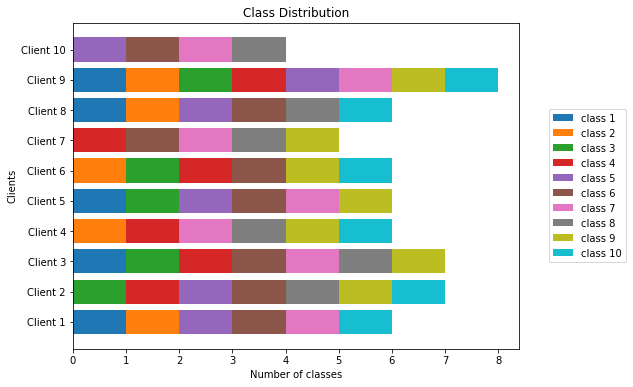 Class Distribution
Client 10
Client 9
Client 8
Client 7
Client 6
Client 5
Client 4
Client 3
Client 2
Client 1
Clients
0 1 2 3 4 5 6 7 8
Number of classes
class 1
class 2
class 3
class 4
class 5
class 6
class 7
class 8
class 9
class 10